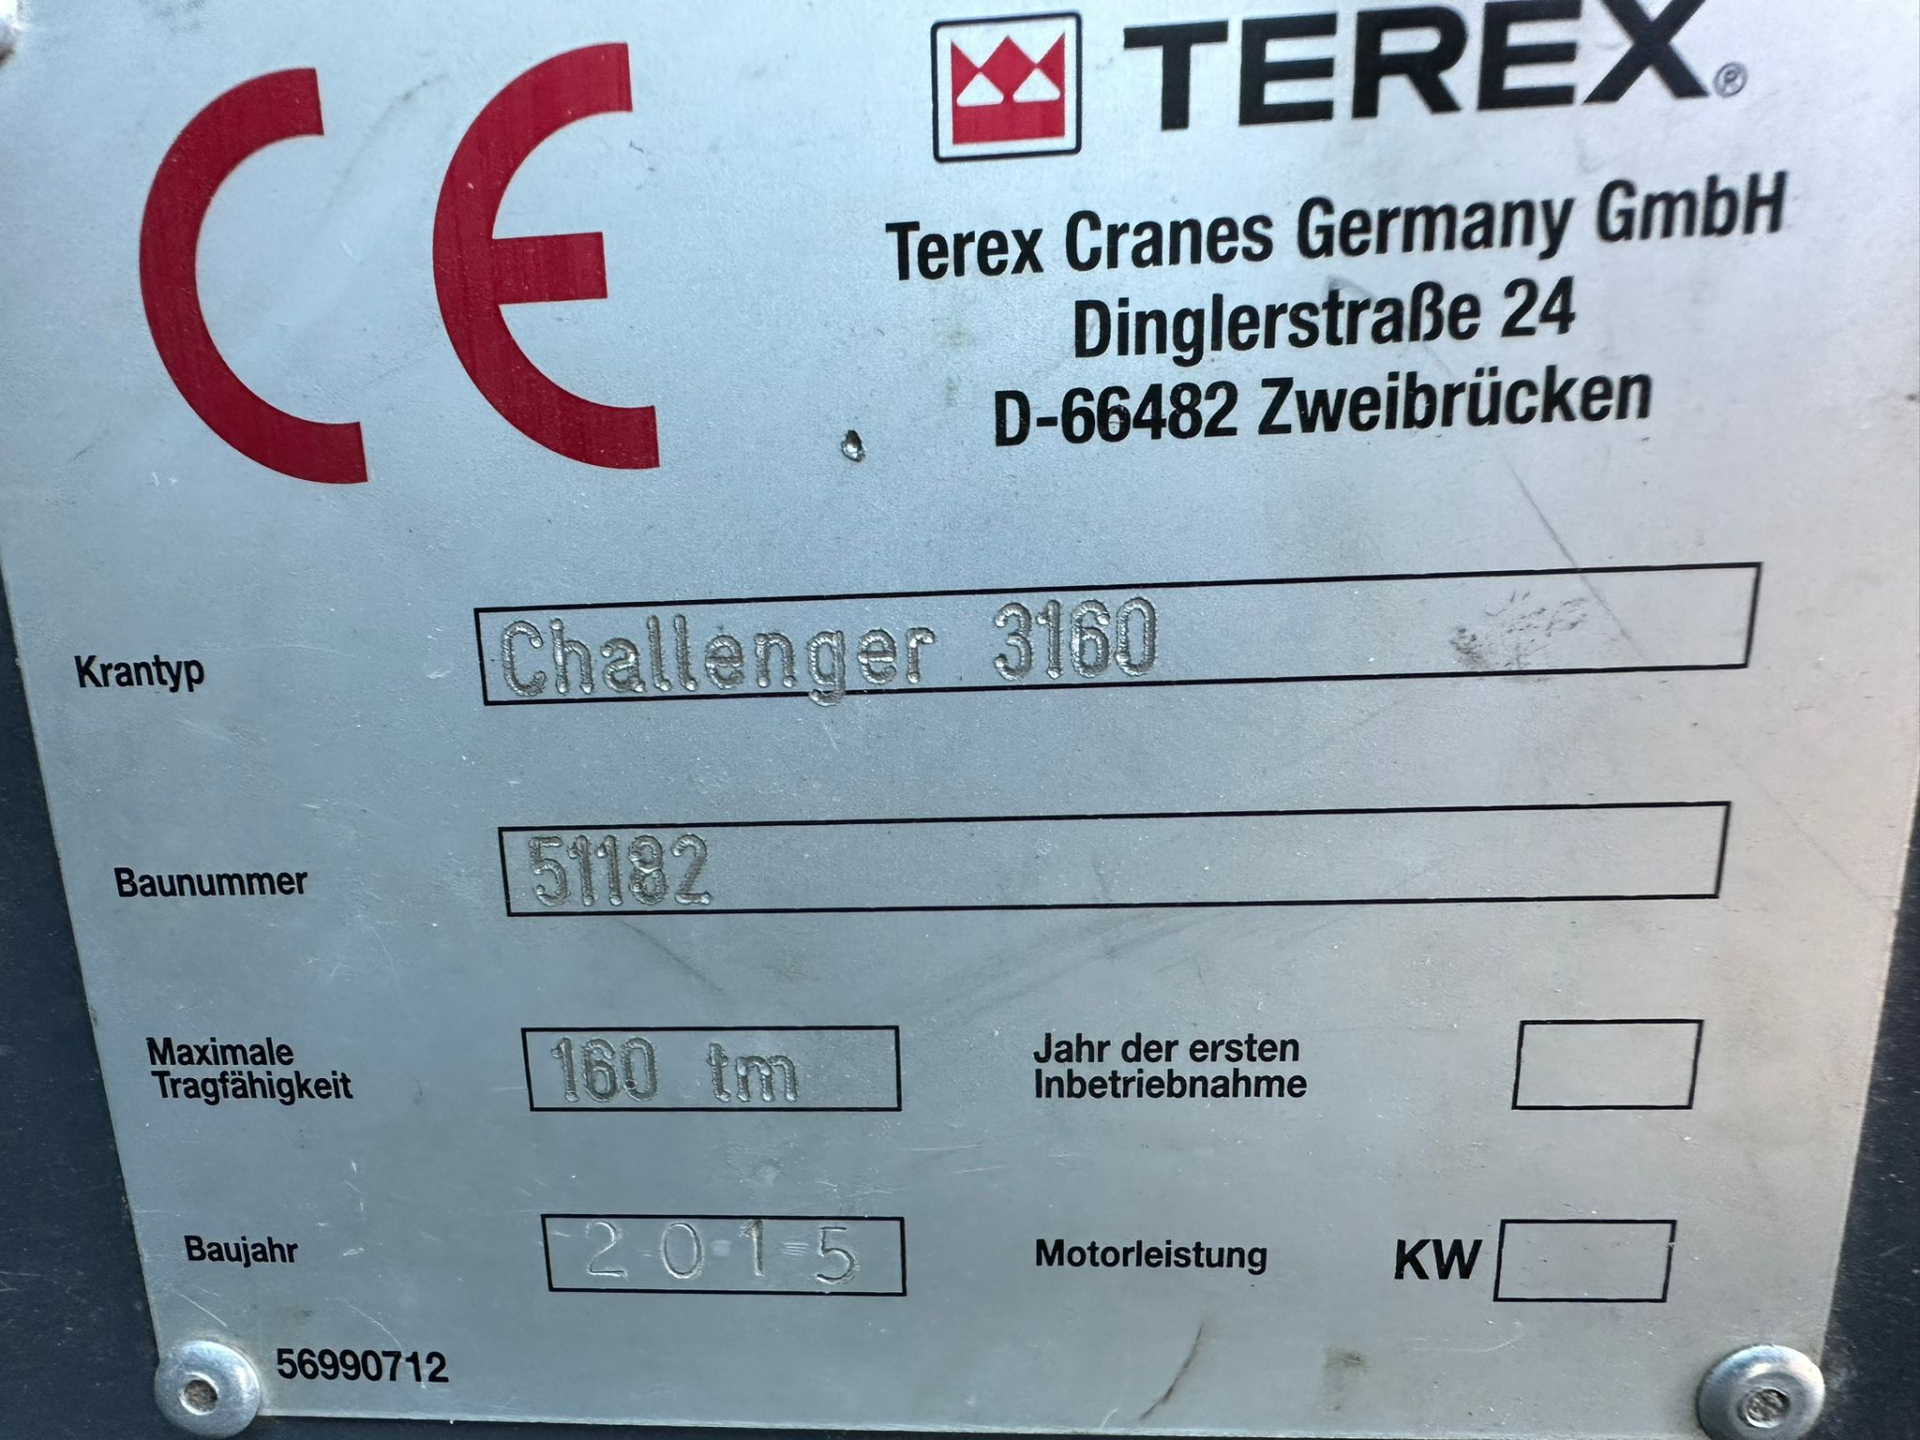 CE
TEREX®
Terex Cranes Germany GmbH
Dinglerstraße 24
D-66482 Zweibrücken
Krantyp Challenger 3160
Baunummer 51182
Maximale
Tragfähigkeit 160 tm
Jahr der ersten
Inbetriebnahme
Baujahr 2015
Motorleistung KW
56990712